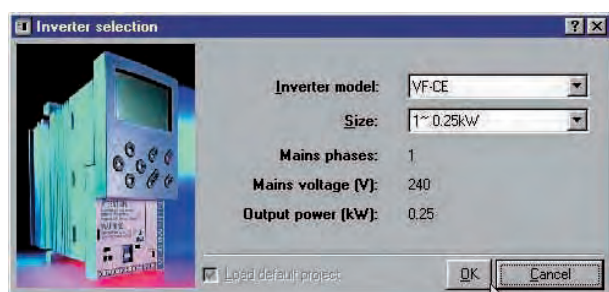 Inverter selection
Inverter model: VF-CE
Size: 1~ 0.25kW
Mains phases: 1
Mains voltage (V): 240
Output power (kW): 0.25
Load default project
OK Cancel